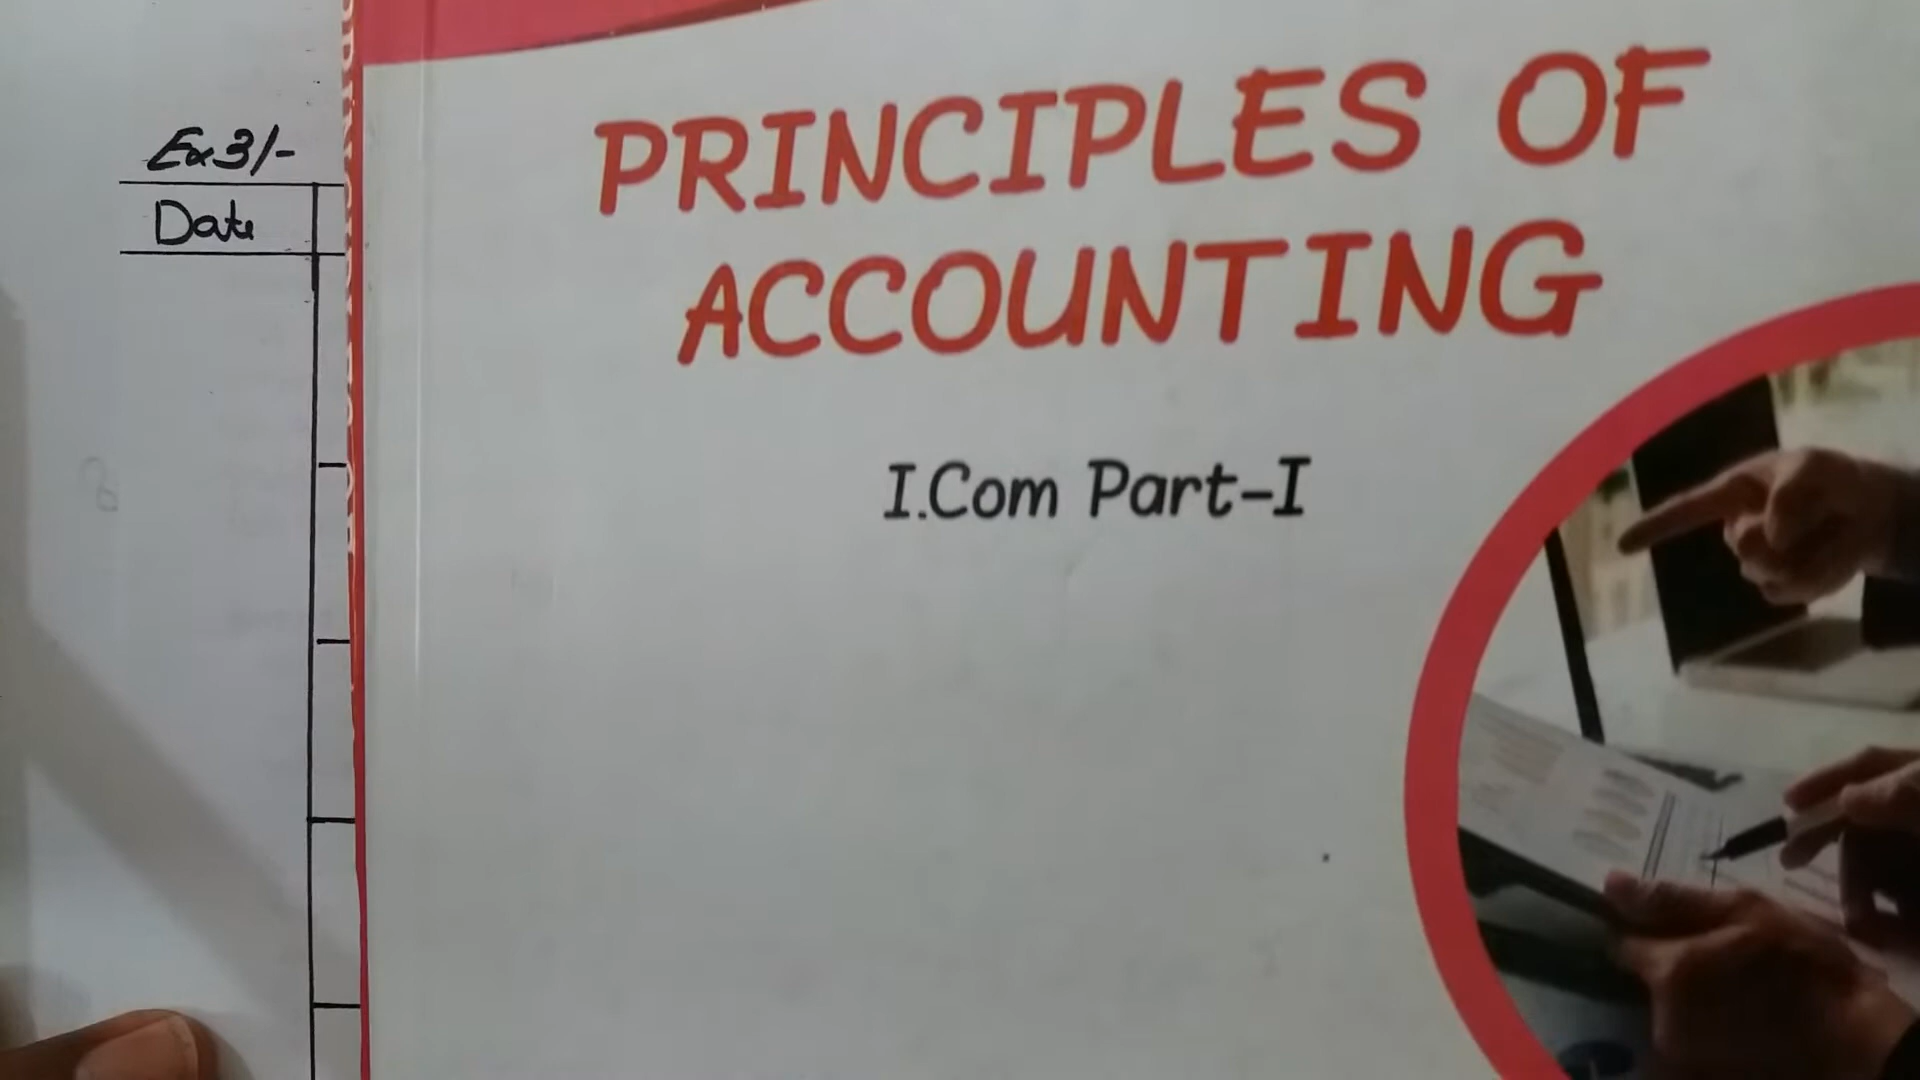 Ex 3/-
Date
PRINCIPLES OF
ACCOUNTING
I.Com Part-I